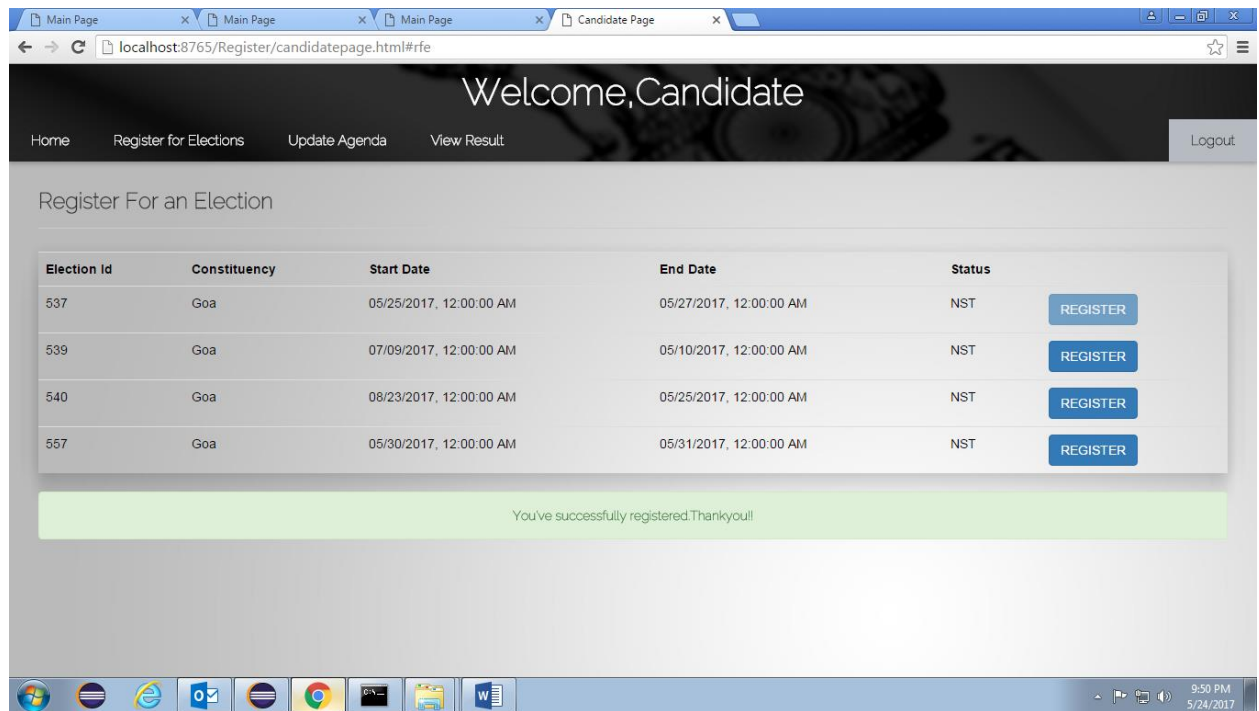 Main Page Main Page Main Page Candidate Page
localhost:8765/Register/candidatepage.html#rfe
Welcome,Candidate
Home Register for Elections Update Agenda View Result Logout
Register For an Election
Election Id Constituency Start Date End Date Status
537 Goa 05/25/2017, 12:00:00 AM 05/27/2017, 12:00:00 AM NST REGISTER
539 Goa 07/09/2017, 12:00:00 AM 05/10/2017, 12:00:00 AM NST REGISTER
540 Goa 08/23/2017, 12:00:00 AM 05/25/2017, 12:00:00 AM NST REGISTER
557 Goa 05/30/2017, 12:00:00 AM 05/31/2017, 12:00:00 AM NST REGISTER
You've successfully registered.Thankyou!!
9:50 PM
5/24/2017